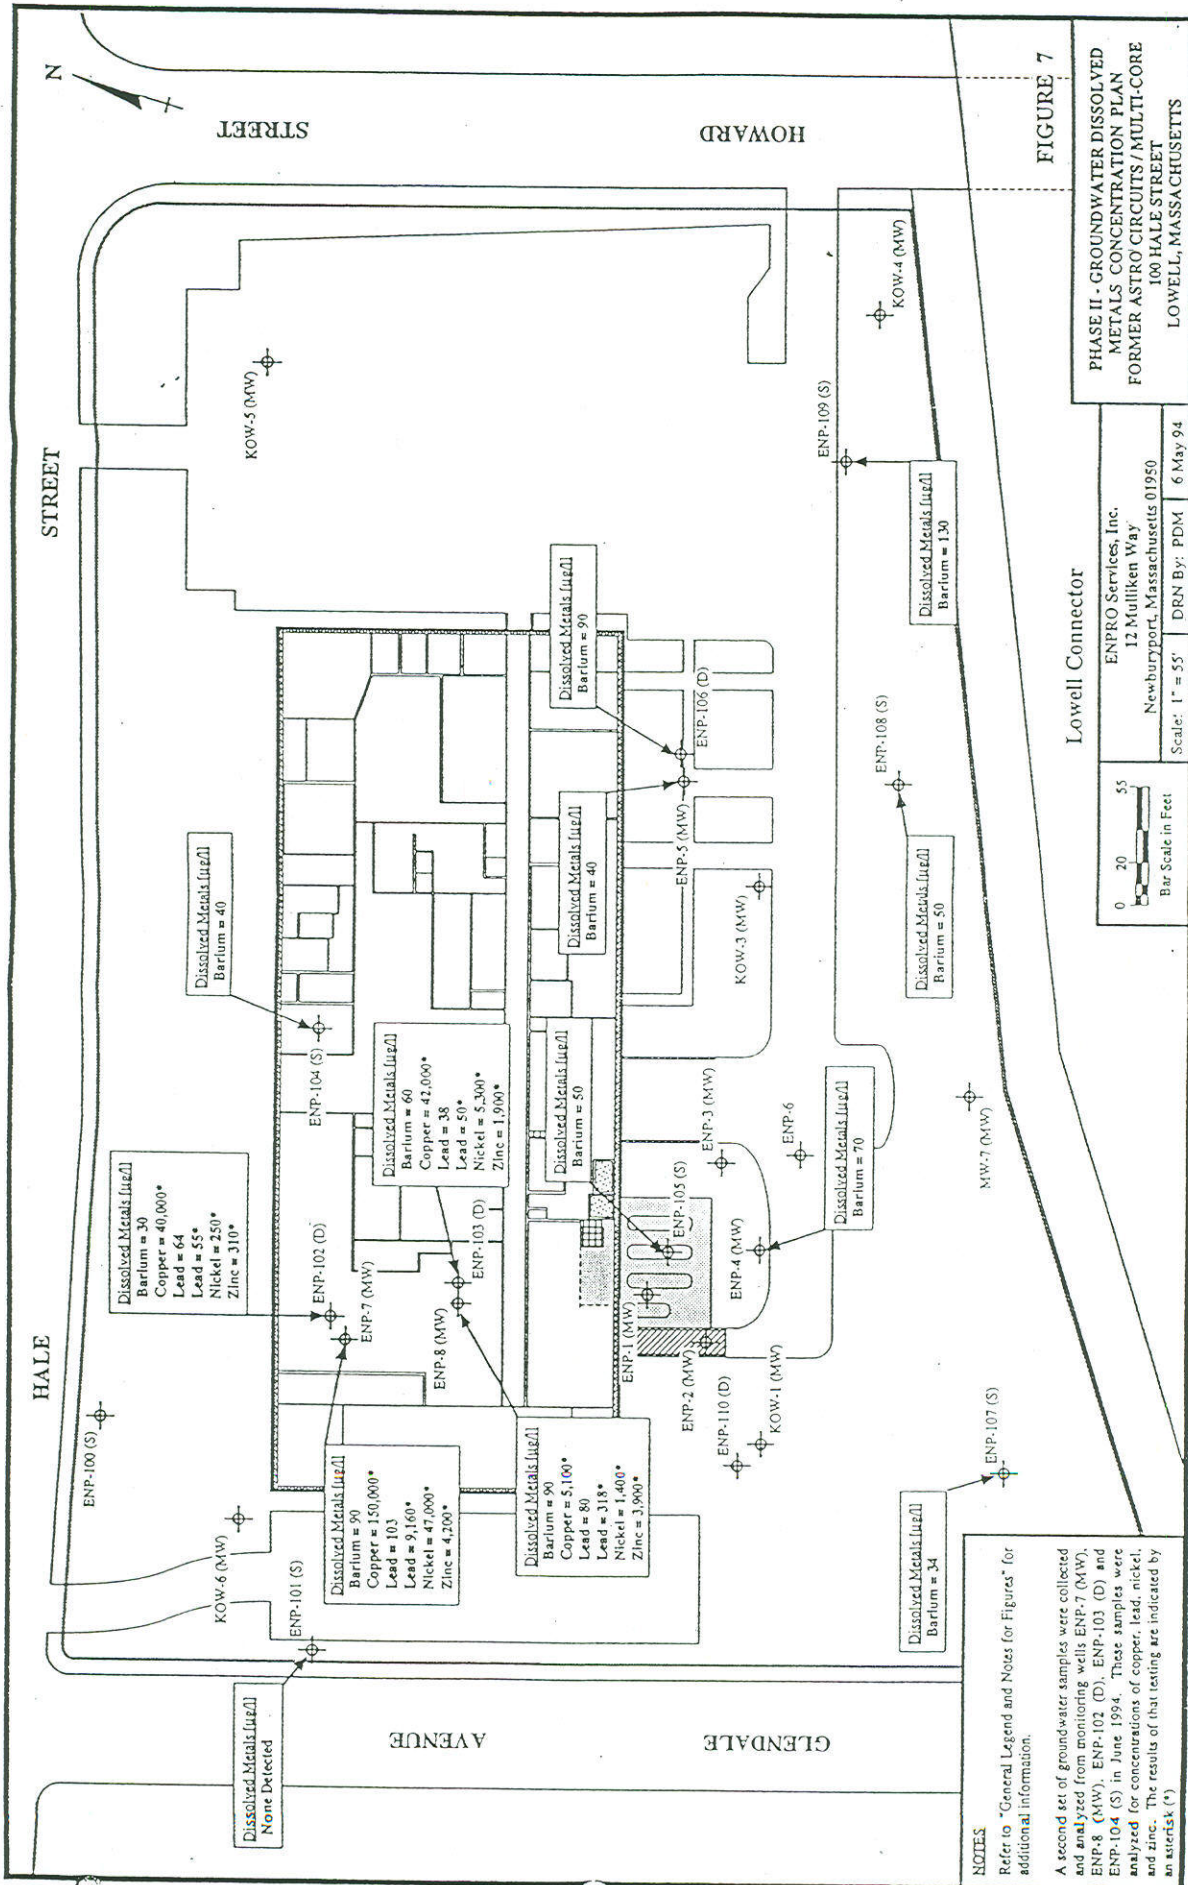 N
HALE
STREET
HOWARD
STREET
GLENDALE
AVENUE
Lowell Connector
FIGURE 7
ENP-100 (S)
KOW-6 (MW)
ENP-101 (S)
Dissolved Metals [ug/l]
None Detected
Dissolved Metals [ug/l]
Barium = 30
Copper = 40,000*
Lead = 64
Lead = 55*
Nickel = 250*
Zinc = 310*
ENP-102 (D)
ENP-7 (MW)
Dissolved Metals [ug/l]
Barium = 90
Copper = 150,000*
Lead = 103
Lead = 9,160*
Nickel = 47,000*
Zinc = 4,200*
Dissolved Metals [ug/l]
Barium = 40
ENP-104 (S)
Dissolved Metals [ug/l]
Barium = 60
Copper = 42,000*
Lead = 38
Lead = 50*
Nickel = 5,300*
Zinc = 1,900*
ENP-103 (D)
ENP-8 (MW)
Dissolved Metals [ug/l]
Barium = 90
Copper = 5,100*
Lead = 80
Lead = 318*
Nickel = 1,400*
Zinc = 3,900*
KOW-5 (MW)
Dissolved Metals [ug/l]
Barium = 50
Dissolved Metals [ug/l]
Barium = 40
Dissolved Metals [ug/l]
Barium = 90
ENP-1 (MW)
ENP-105 (S)
ENP-2 (MW)
ENP-3 (MW)
ENP-4 (MW)
ENP-5 (MW)
ENP-106 (D)
ENP-110 (D)
KOW-1 (MW)
KOW-3 (MW)
ENP-6
Dissolved Metals [ug/l]
Barium = 70
ENP-109 (S)
KOW-4 (MW)
ENP-108 (S)
Dissolved Metals [ug/l]
Barium = 50
Dissolved Metals [ug/l]
Barium = 130
MW-7 (MW)
ENP-107 (S)
Dissolved Metals [ug/l]
Barium = 34
NOTES
Refer to "General Legend and Notes for Figures" for
additional information.
A second set of groundwater samples were collected
and analyzed from monitoring wells ENP-7 (MW),
ENP-8 (MW), ENP-102 (D), ENP-103 (D) and
ENP-104 (S) in June 1994. These samples were
analyzed for concentrations of copper, lead, nickel,
and zinc. The results of that testing are indicated by
an asterisk (*)
0 20 55
Bar Scale in Feet
ENPRO Services, Inc.
12 Mulliken Way
Newburyport, Massachusetts 01950
Scale: 1" = 55' DRN By: PDM 6 May 94
PHASE II - GROUNDWATER DISSOLVED
METALS CONCENTRATION PLAN
FORMER ASTRO CIRCUITS / MULTI-CORE
100 HALE STREET
LOWELL, MASSACHUSETTS